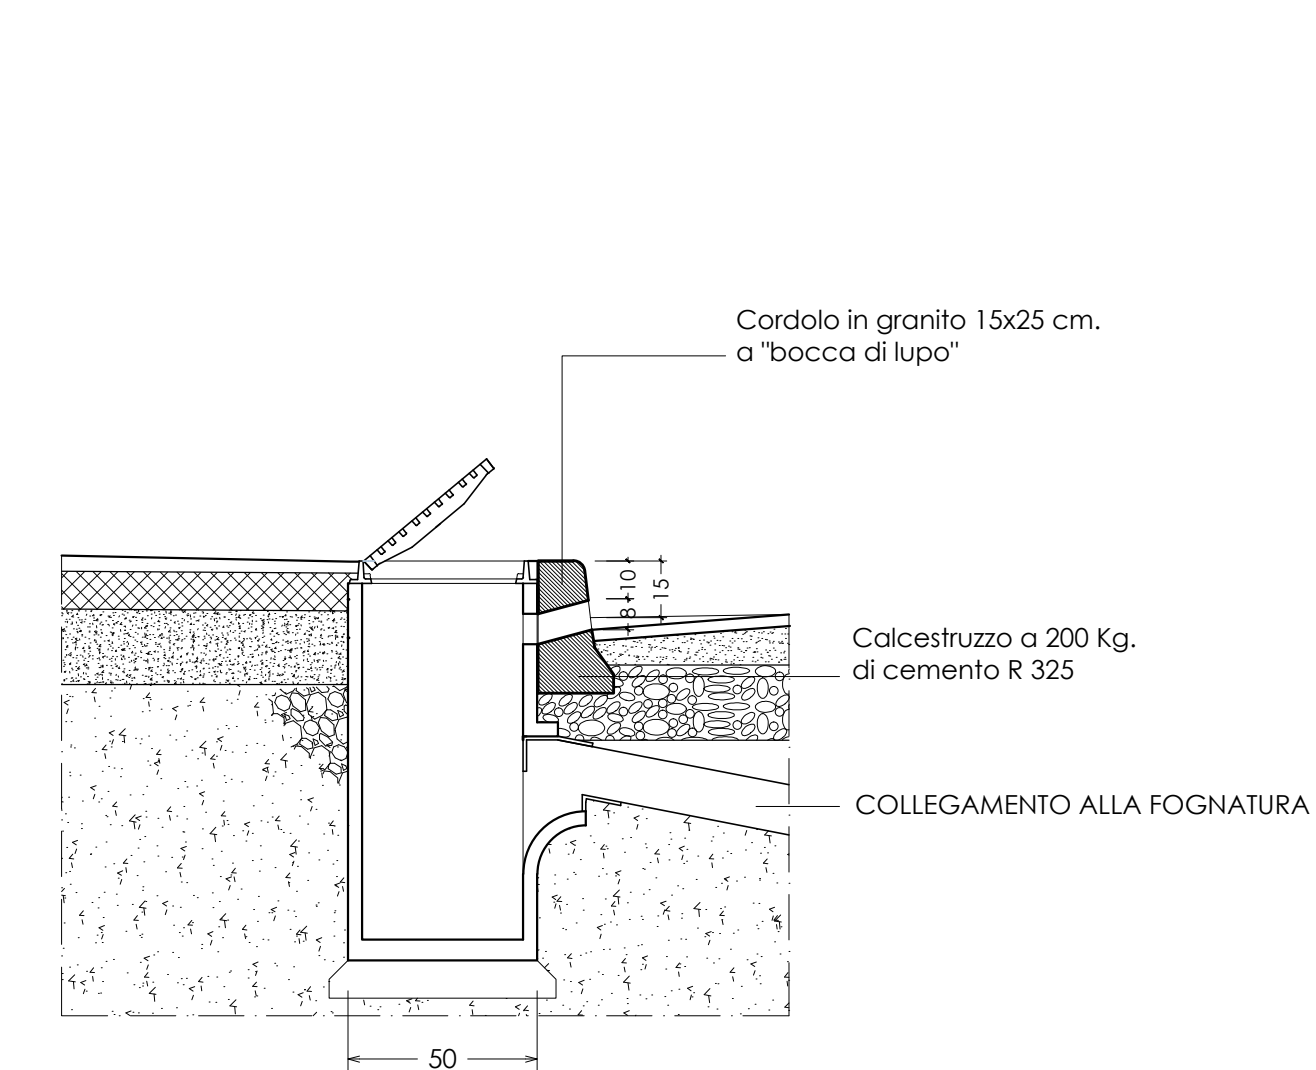 Cordolo in granito 15x25 cm.
a "bocca di lupo"
10
15
8
Calcestruzzo a 200 Kg.
di cemento R 325
COLLEGAMENTO ALLA FOGNATURA
50